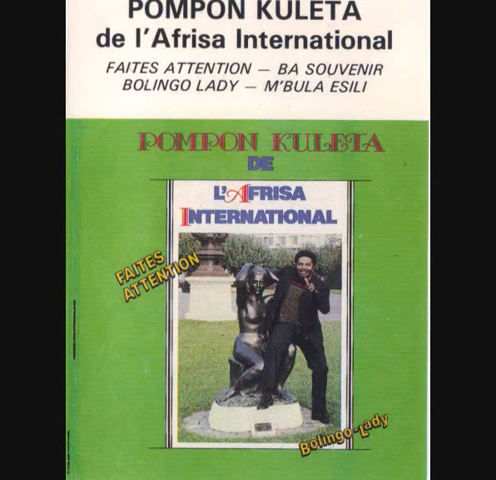 POMPON KULETA
de l'Afrisa International
FAITES ATTENTION – BA SOUVENIR
BOLINGO LADY – M'BULA ESILI
POMPON KULETA
DE
L'AFRISA
INTERNATIONAL
FAITES
ATTENTION
Bolingo-Lady